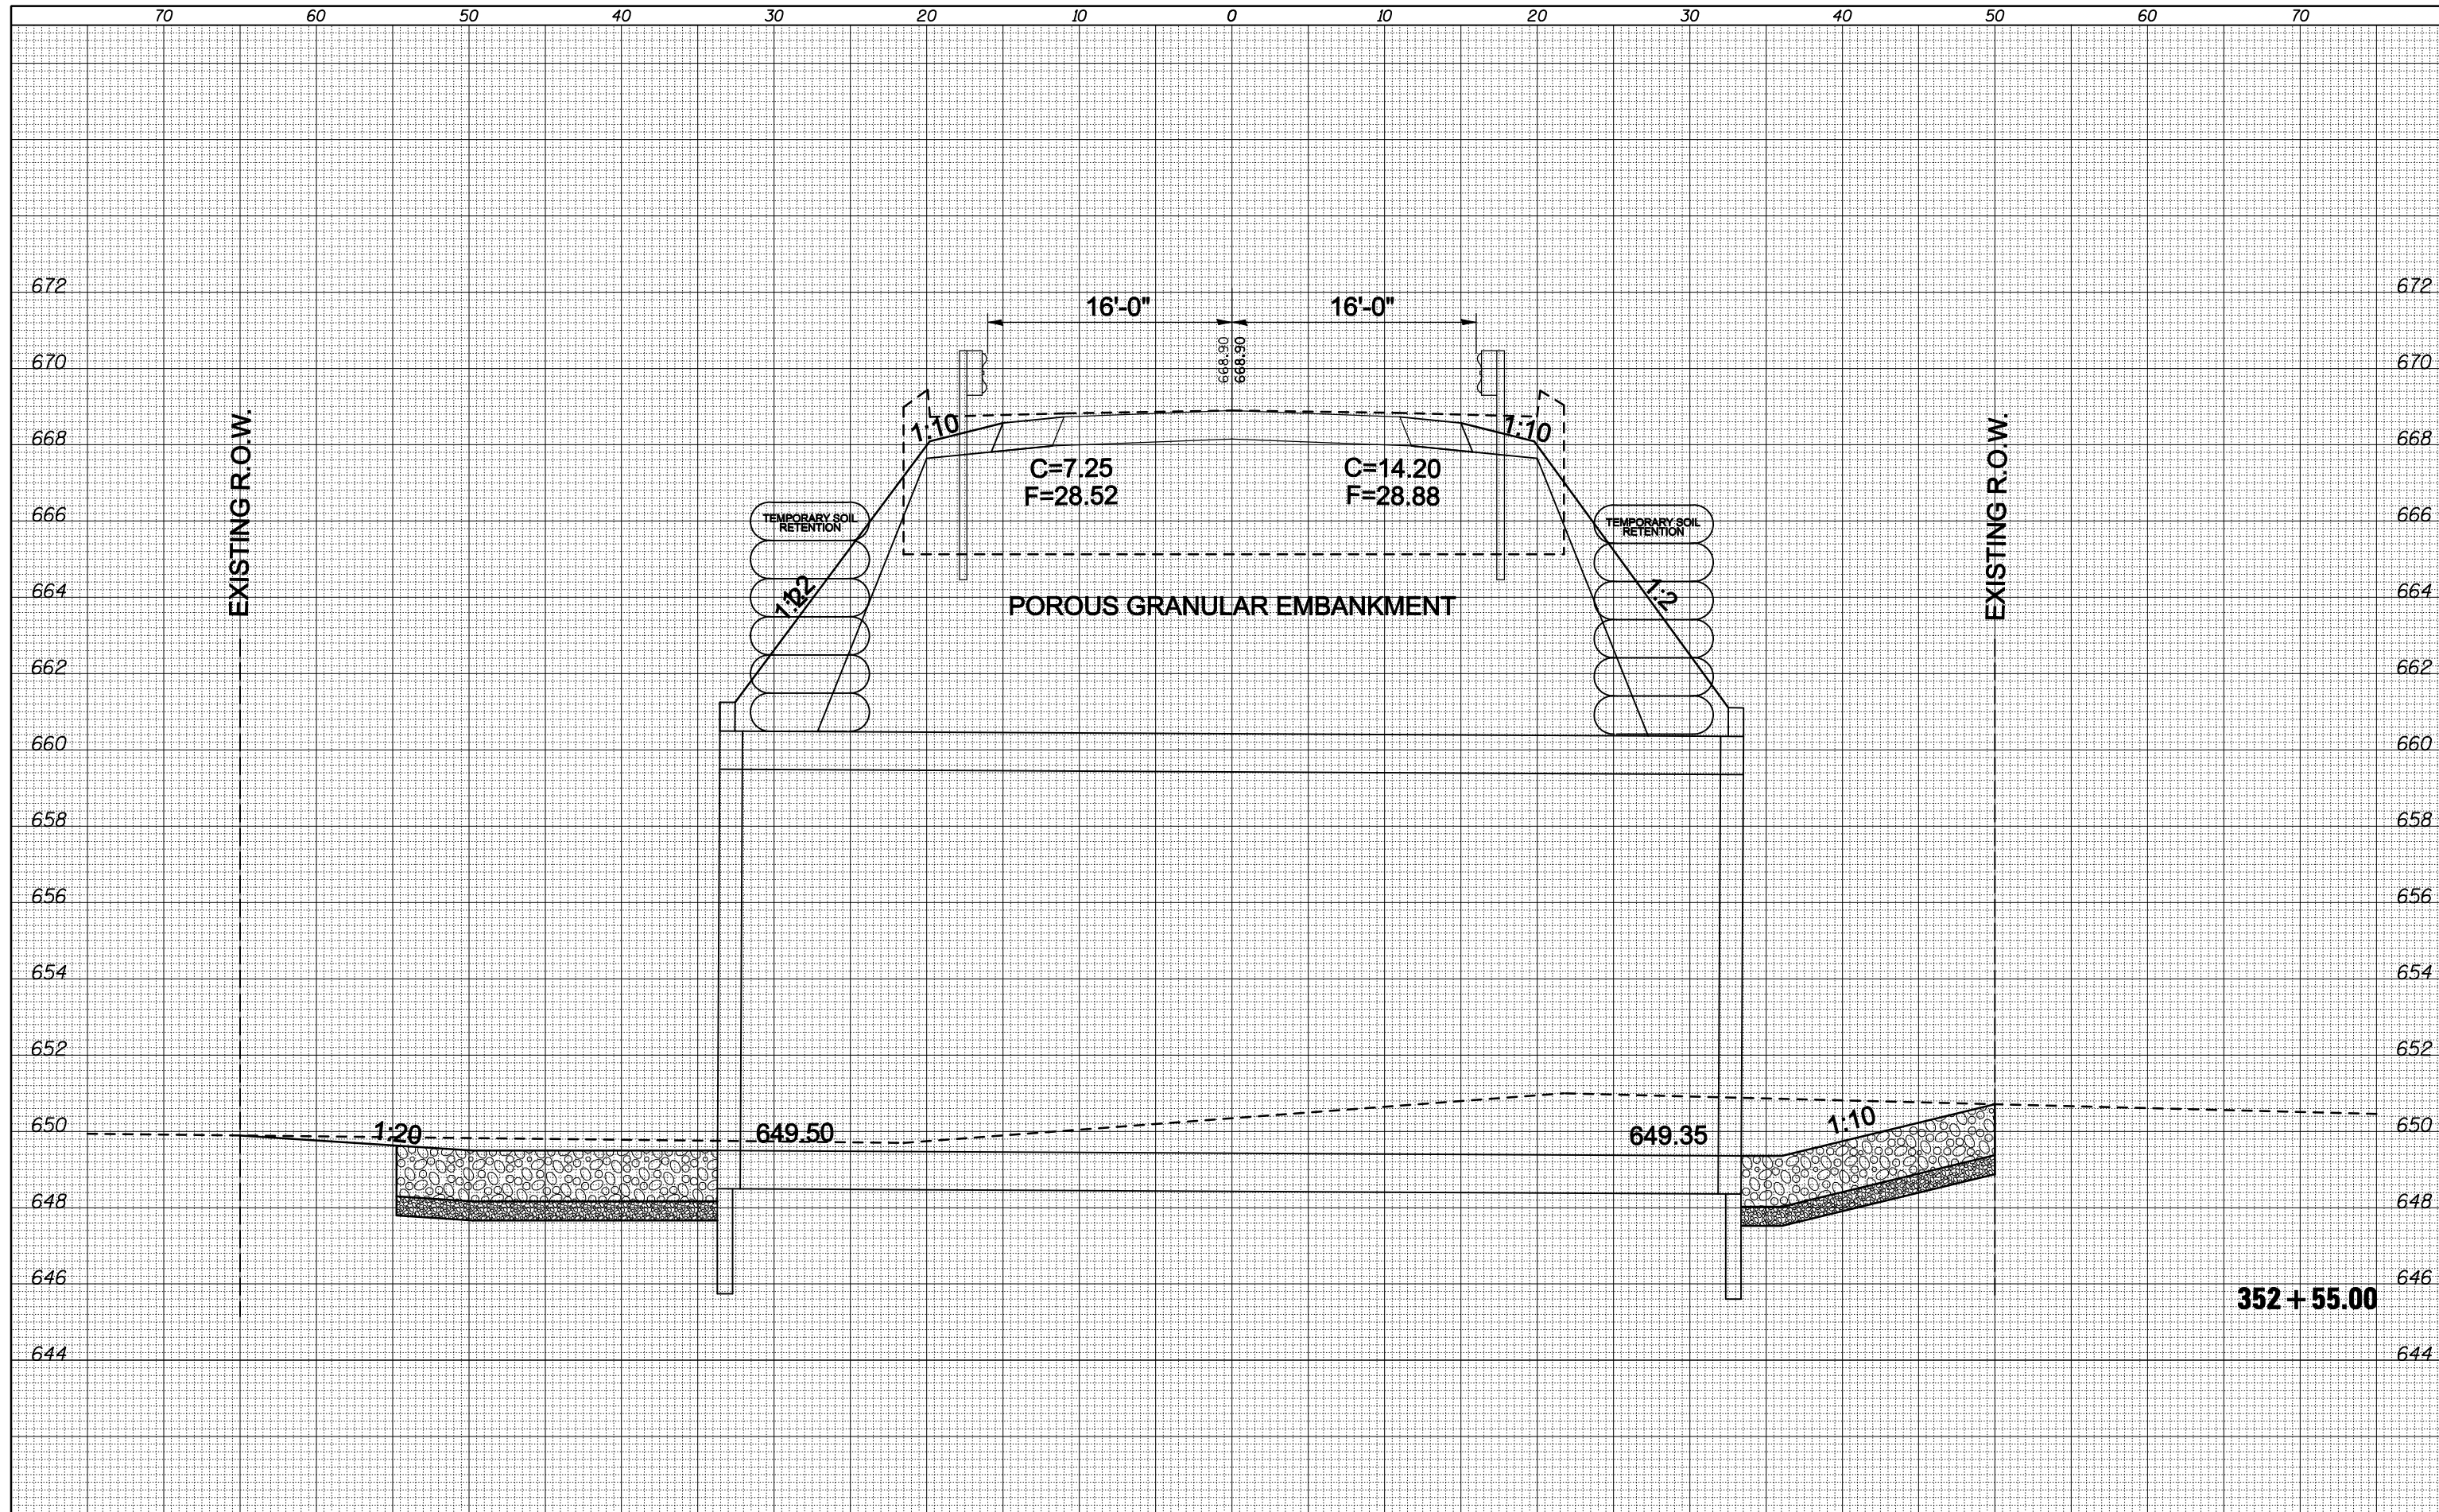 70 60 50 40 30 20 10 0 10 20 30 40 50 60 70
672 672
16'-0" 16'-0"
668.90 668.90
670 670
1:10 1:10
668 668
EXISTING R.O.W. EXISTING R.O.W.
C=7.25 C=14.20
F=28.52 F=28.88
666 666
TEMPORARY SOIL TEMPORARY SOIL
RETENTION RETENTION
664 664
1:2 1:2
POROUS GRANULAR EMBANKMENT
662 662
660 660
658 658
656 656
654 654
652 652
650 650
1:20 649.50 649.35 1:10
648 648
646 646
352+55.00
644 644